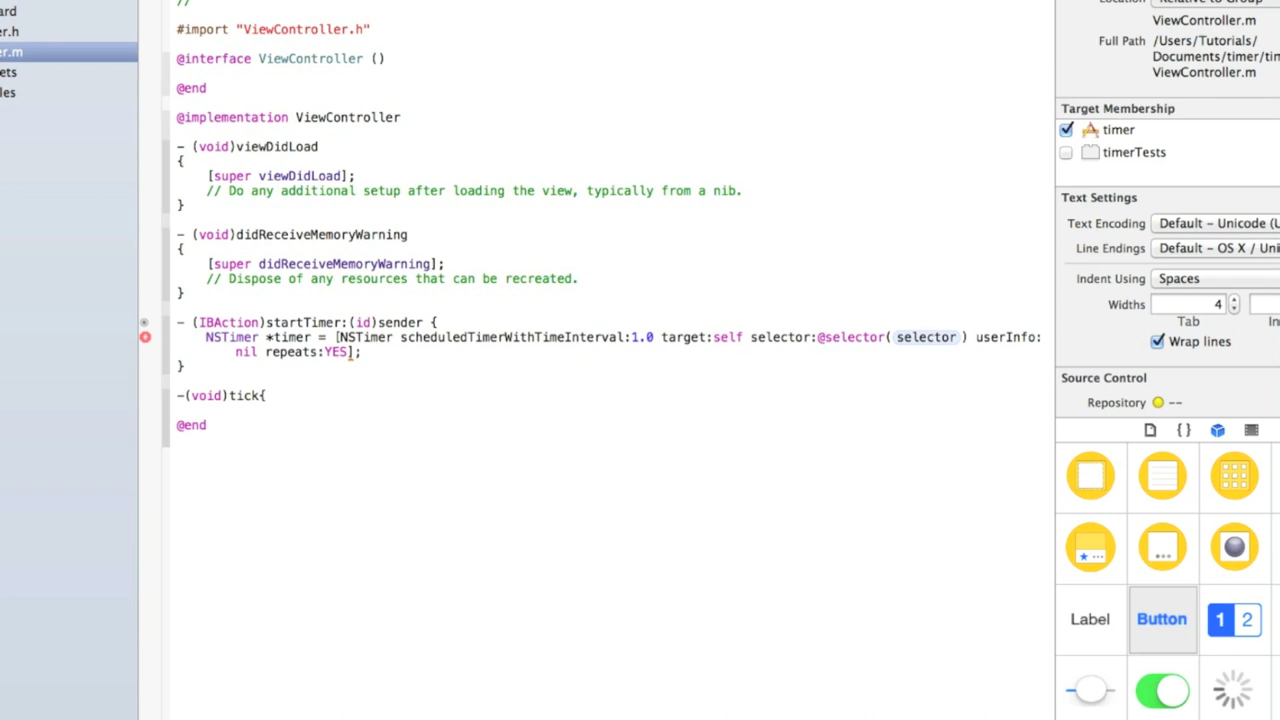 ard
er.h
er.m
ets
les
//
#import "ViewController.h"
@interface ViewController ()
@end
@implementation ViewController
- (void)viewDidLoad
{
[super viewDidLoad];
// Do any additional setup after loading the view, typically from a nib.
}
- (void)didReceiveMemoryWarning
{
[super didReceiveMemoryWarning];
// Dispose of any resources that can be recreated.
}
- (IBAction)startTimer:(id)sender {
NSTimer *timer = [NSTimer scheduledTimerWithTimeInterval:1.0 target:self selector:@selector(selector) userInfo:
nil repeats:YES];
}
-(void)tick{
@end
Location Relative to Group
ViewController.m
Full Path /Users/Tutorials/
Documents/timer/tim
ViewController.m
Target Membership
timer
timerTests
Text Settings
Text Encoding Default - Unicode (U
Line Endings Default - OS X / Uni
Indent Using Spaces
Widths 4
Tab In
Wrap lines
Source Control
Repository --
{ }
Label Button 1 2